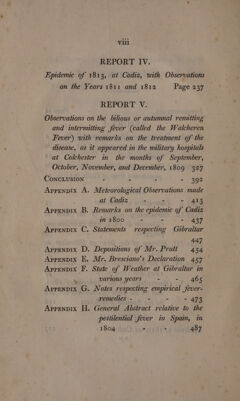 viii
REPORT IV.
Epidemic of 1813, at Cadiz, with Observations
on the Years 1811 and 1812 Page 237
REPORT V.
Observations on the bilious or autumnal remitting
and intermitting fever (called the Walcheren
Fever) with remarks on the treatment of the
disease, as it appeared in the military hospitals
at Colchester in the months of September,
October, November, and December, 1809 327
CONCLUSION - - - - 392
APPENDIX A. Meteorological Observations made
at Cadiz - - - 413
APPENDIX B. Remarks on the epidemic of Cadiz
in 1800 - - - 437
APPENDIX C. Statements respecting Gibraltar
447
APPENDIX D. Depositions of Mr. Pratt 454
APPENDIX E. Mr. Bresciano's Declaration 457
APPENDIX F. State of Weather at Gibraltar in
various years - - 465
APPENDIX G. Notes respecting empirical fever-
remedies - - - - 473
APPENDIX H. General Abstract relative to the
pestilential fever in Spain, in
1804 - - 487